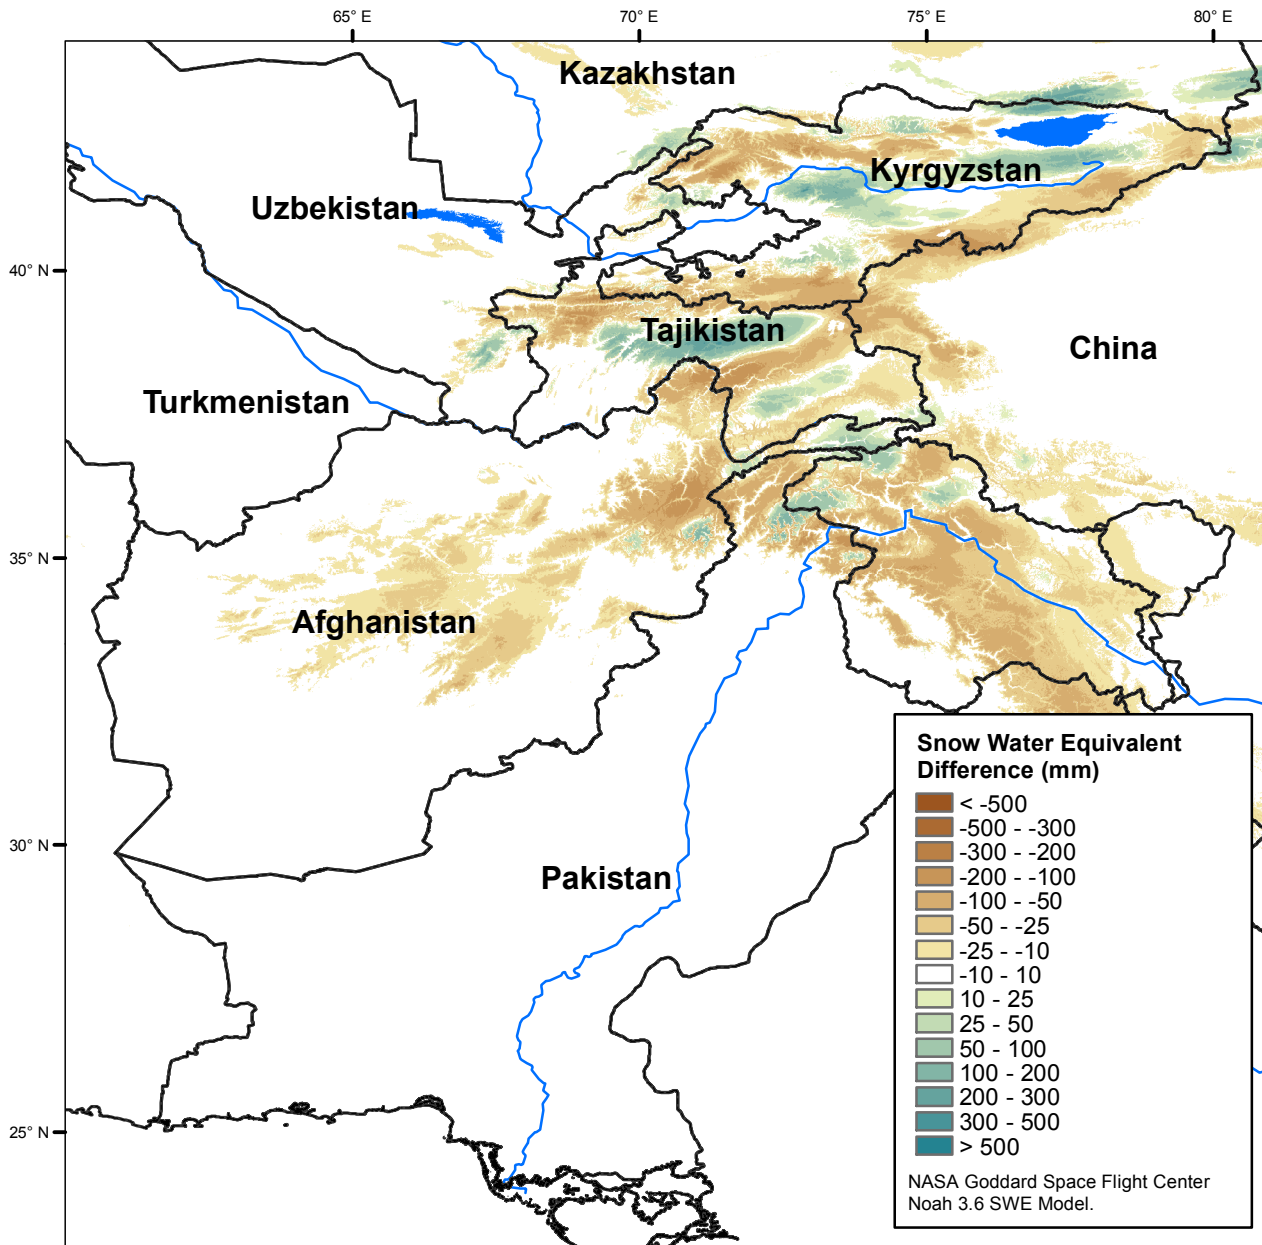 65° E 70° E 75° E 80° E
Kazakhstan
Kyrgyzstan
Uzbekistan
40° N
Tajikistan
China
Turkmenistan
35° N
Afghanistan
Snow Water Equivalent
Difference (mm)
< -500
-500 - -300
30° N
-300 - -200
Pakistan
-200 - -100
-100 - -50
-50 - -25
-25 - -10
-10 - 10
10 - 25
25 - 50
50 - 100
100 - 200
200 - 300
300 - 500
25° N
> 500
NASA Goddard Space Flight Center
Noah 3.6 SWE Model.